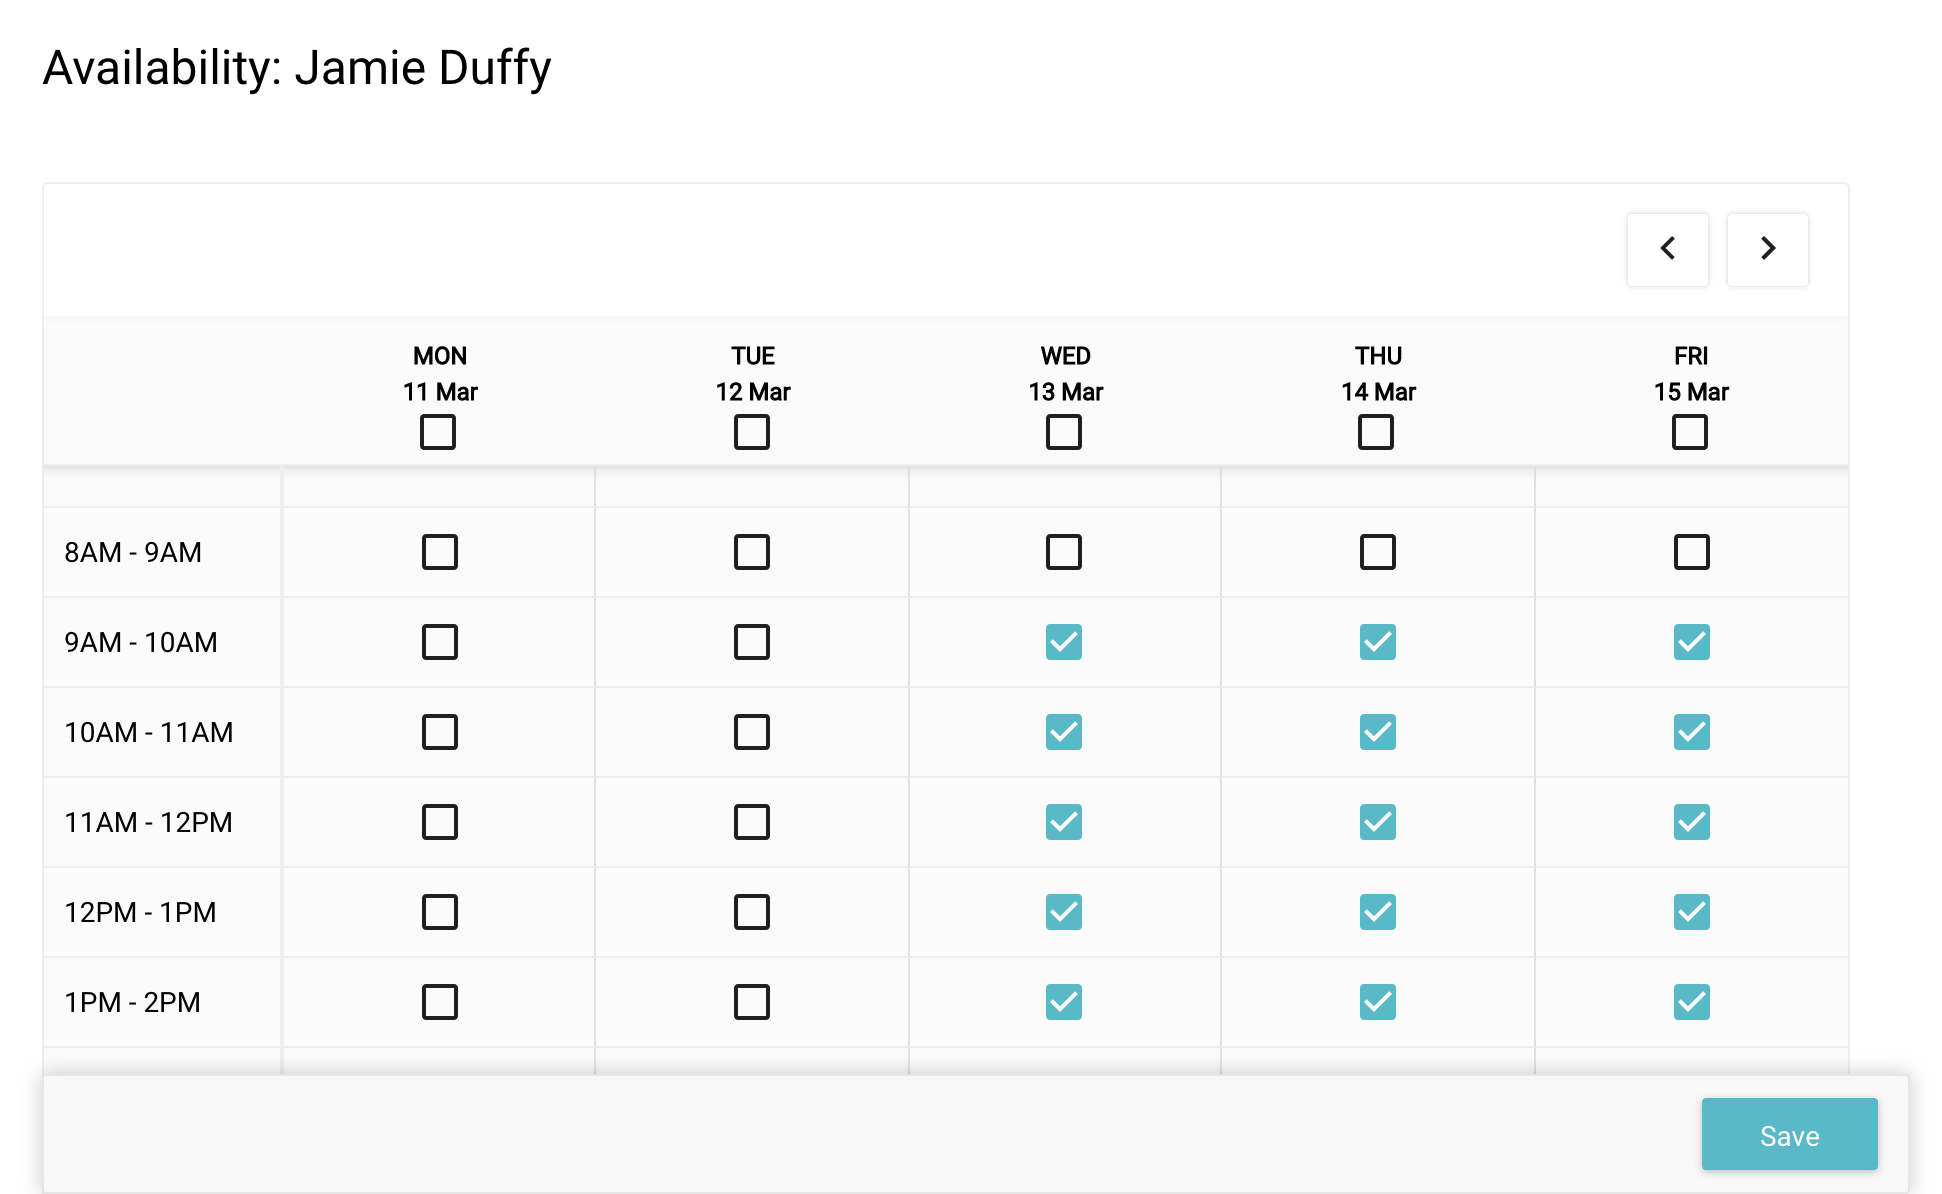 Availability: Jamie Duffy
MON TUE WED THU FRI
11 Mar 12 Mar 13 Mar 14 Mar 15 Mar
8AM - 9AM
9AM - 10AM
10AM - 11AM
11AM - 12PM
12PM - 1PM
1PM - 2PM
Save